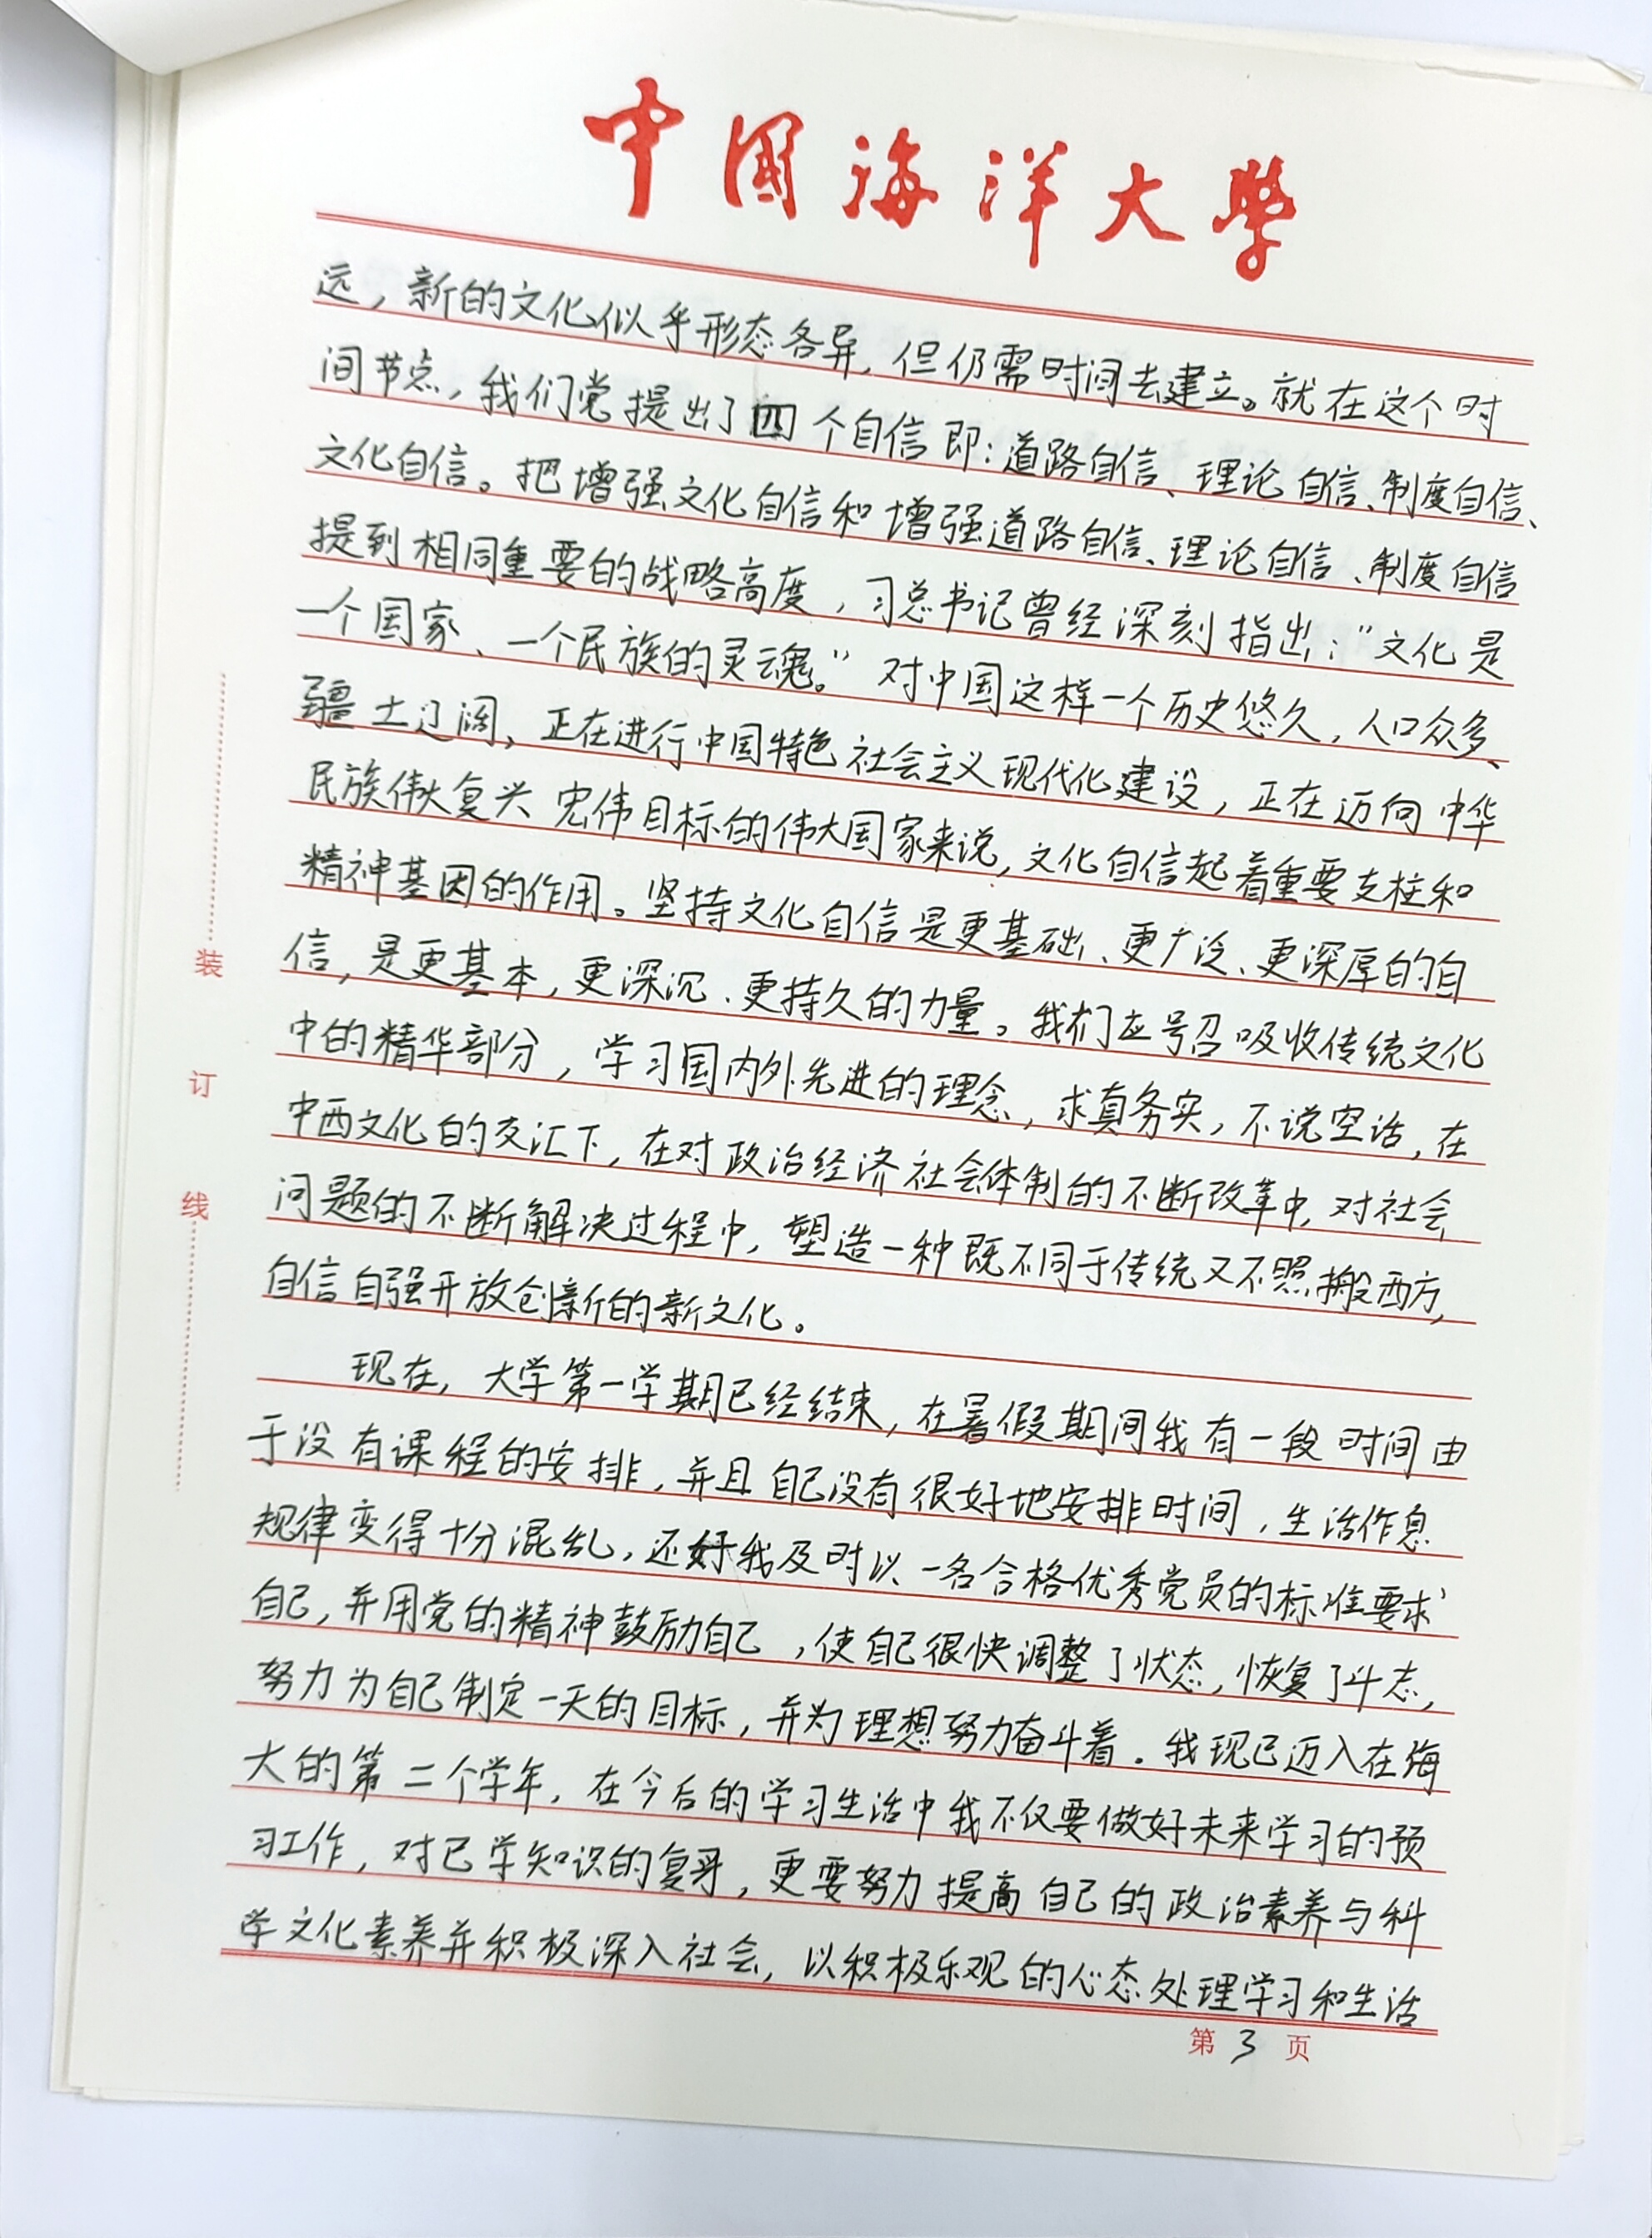 中国海洋大学
远，新的文化似乎形态各异，但仍需时间去建立。就在这个时
间节点，我们党提出了四个自信即：道路自信、理论自信、制度自信、
文化自信。把增强文化自信和增强道路自信、理论自信、制度自信
提到相同重要的战略高度，习总书记曾经深刻指出：“文化是
一个国家、一个民族的灵魂。”对中国这样一个历史悠久，人口众多、
疆土辽阔，正在进行中国特色社会主义现代化建设，正在迈向中华
民族伟大复兴宏伟目标的伟大国家来说，文化自信起着重要支柱和
精神基因的作用。坚持文化自信是更基础、更广泛、更深厚的自
信，是更基本，更深沉、更持久的力量。我们应号召吸收传统文化
中的精华部分，学习国内外先进的理念，求真务实，不说空话，在
中西文化的交汇下，在对政治经济社会体制的不断改革中，对社会
问题的不断解决过程中，塑造一种既不同于传统又不照搬西方，
自信自强开放创新的新文化。
现在，大学第一学期已经结束，在暑假期间我有一段时间由
于没有课程的安排，并且自己没有很好地安排时间，生活作息
规律变得十分混乱，还好我及时以一名合格优秀党员的标准要求
自己，并用党的精神鼓励自己，使自己很快调整了状态，恢复了斗态，
努力为自己制定一天的目标，并为理想努力奋斗着。我现已迈入在海
大的第二个学年，在今后的学习生活中我不仅要做好未来学习的预
习工作，对已学知识的复习，更要努力提高自己的政治素养与科
学文化素养并积极深入社会，以积极乐观的心态处理学习和生活
第3页
装
订
线